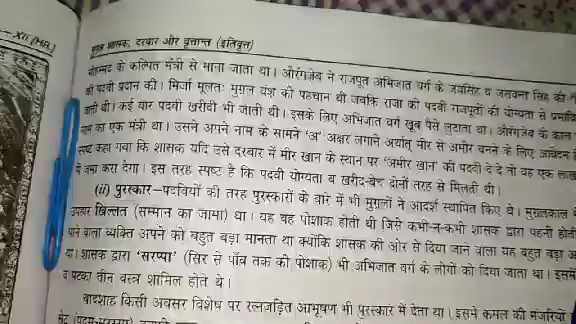 XII (HR.)
मुगल शासक, दरबार और वृत्तान्त (इतिवृत्त)
मोहम्मद के कल्पित मंत्री से माना जाता था। औरंगजेब ने राजपूत अभिजात वर्ग के जयसिंह व जसवन्त सिंह को
की पदवी प्रदान की। मिर्जा मूलतः मुगल वंश की पहचान थी जबकि राजा की पदवी राजपूतों की योग्यता से
जाती थी। कई बार पदवी खरीदी भी जाती थी। इसके लिए अभिजात वर्ग खूब पैसे लुटाता था। औरंगजेब के काल
का एक मंत्री था। उसने अपने नाम के सामने 'अ' अक्षर लगाने अर्थात् मीर से अमीर बनने के लिए आवेदन
स्पष्ट कहा गया कि शासक यदि उसे दरबार में मीर खान के स्थान पर 'अमीर खान' की पदवी दे दे तो वह एक लाख
में जमा करा देगा। इस तरह स्पष्ट है कि पदवी योग्यता व खरीद-बेच दोनों तरह से मिलती थी।
(ii) पुरस्कार—पदवियों की तरह पुरस्कारों के बारे में भी मुगलों ने आदर्श स्थापित किए थे। मुगलकाल
उपहार खिल्लत (सम्मान का जामा) था। यह वह पोशाक होती थी जिसे कभी-न-कभी शासक द्वारा पहनी होती
पाने वाला व्यक्ति अपने को बहुत बड़ा मानता था क्योंकि शासक की ओर से दिया जाने वाला यह बहुत बड़ा
था। शासक द्वारा 'सरप्पा' (सिर से पाँव तक की पोशाक) भी अभिजात वर्ग के लोगों को दिया जाता था। इसमें
व पटका तीन वस्त्र शामिल होते थे।
बादशाह किसी अवसर विशेष पर रत्नजड़ित आभूषण भी पुरस्कार में देता था। इसमें कमल की मंजरियों